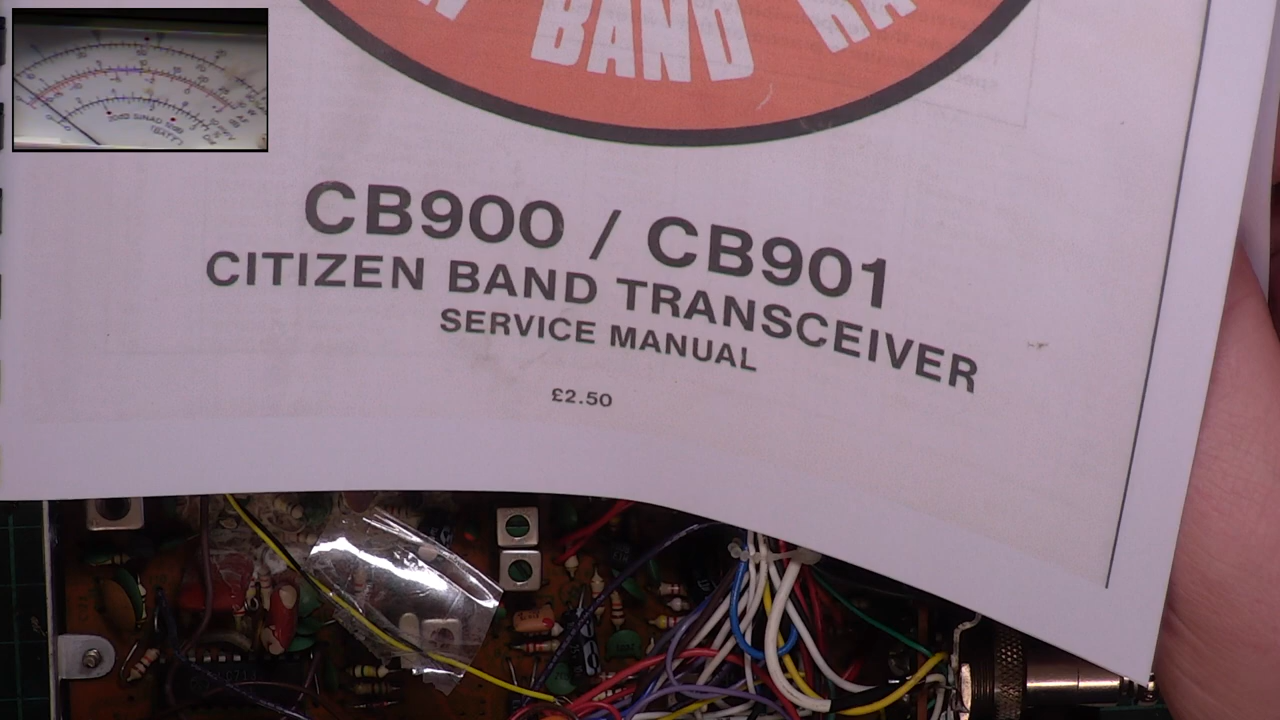 BAND
CB900 / CB901
CITIZEN BAND TRANSCEIVER
SERVICE MANUAL
£2.50